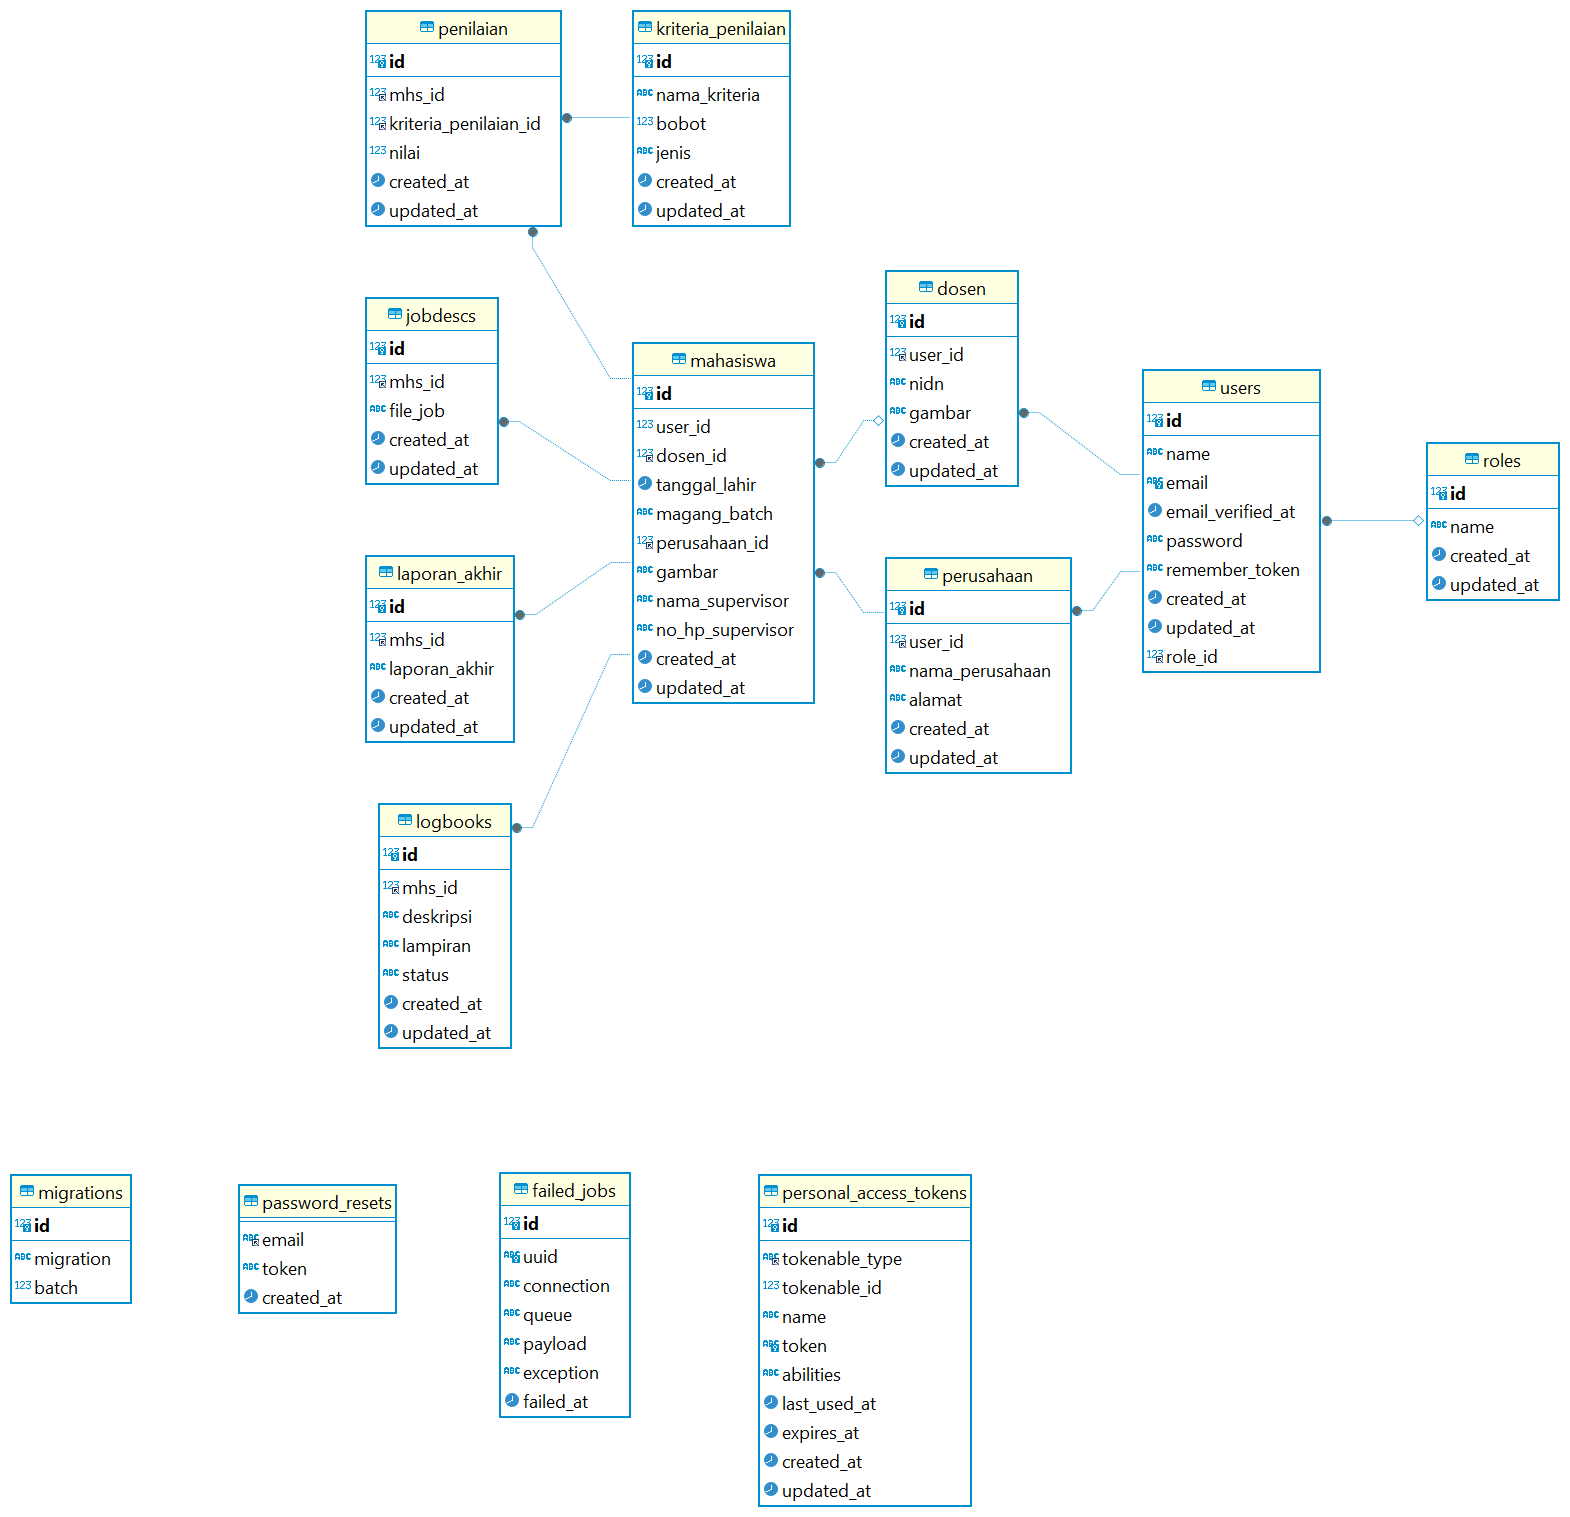 penilaian
id
mhs_id
kriteria_penilaian_id
nilai
created_at
updated_at
kriteria_penilaian
id
nama_kriteria
bobot
jenis
created_at
updated_at
jobdescs
id
mhs_id
file_job
created_at
updated_at
mahasiswa
id
user_id
dosen_id
tanggal_lahir
magang_batch
perusahaan_id
gambar
nama_supervisor
no_hp_supervisor
created_at
updated_at
dosen
id
user_id
nidn
gambar
created_at
updated_at
users
id
name
email
email_verified_at
password
remember_token
created_at
updated_at
role_id
roles
id
name
created_at
updated_at
laporan_akhir
id
mhs_id
laporan_akhir
created_at
updated_at
perusahaan
id
user_id
nama_perusahaan
alamat
created_at
updated_at
logbooks
id
mhs_id
deskripsi
lampiran
status
created_at
updated_at
migrations
id
migration
batch
password_resets
email
token
created_at
failed_jobs
id
uuid
connection
queue
payload
exception
failed_at
personal_access_tokens
id
tokenable_type
tokenable_id
name
token
abilities
last_used_at
expires_at
created_at
updated_at